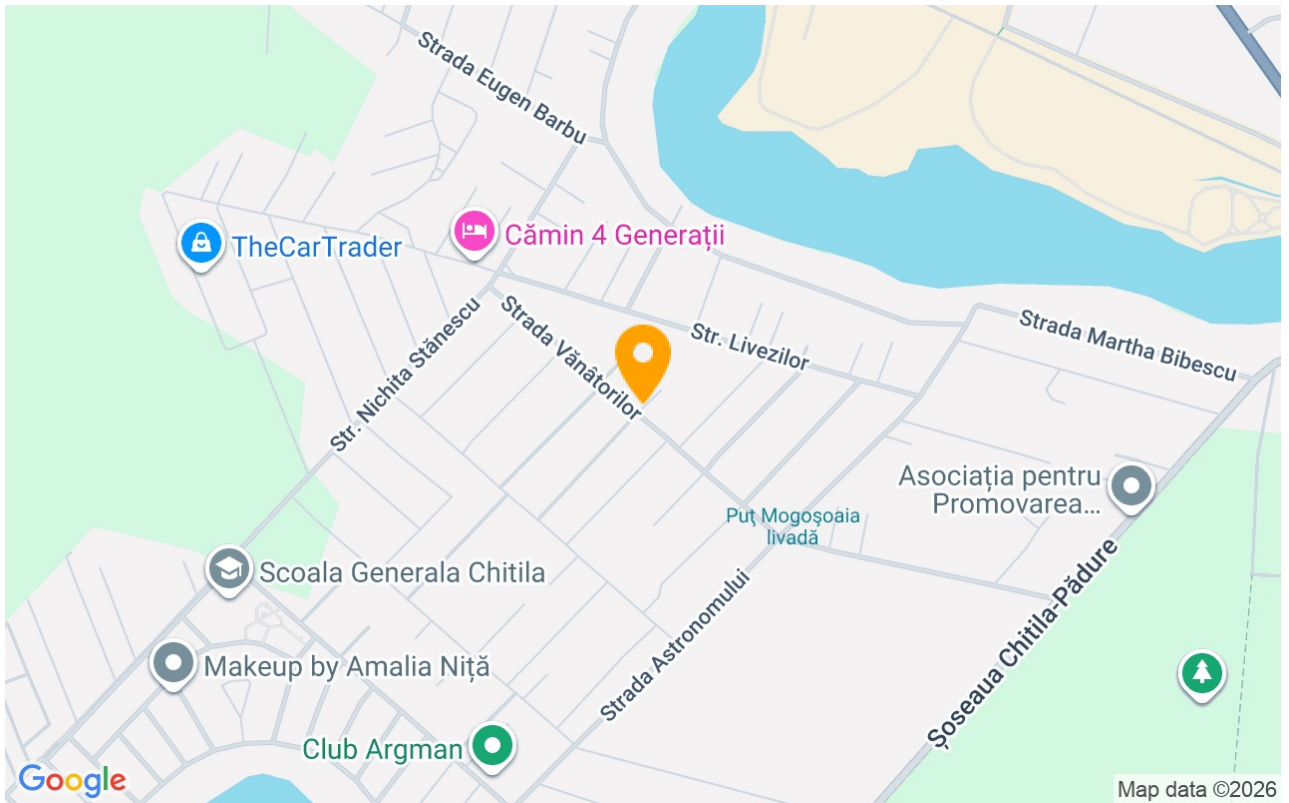 Strada Eugen Barbu
TheCarTrader
Cămin 4 Generații
Strada Vănâtorilor
Str. Livezilor
Strada Martha Bibescu
Str. Nichita Stănescu
Asociația pentru
Promovarea...
Puț Mogoșoaia
livadă
Scoala Generala Chitila
Șoseaua Chitila-Pădure
Strada Astronomului
Makeup by Amalia Niță
Club Argman
Google
Map data ©2026